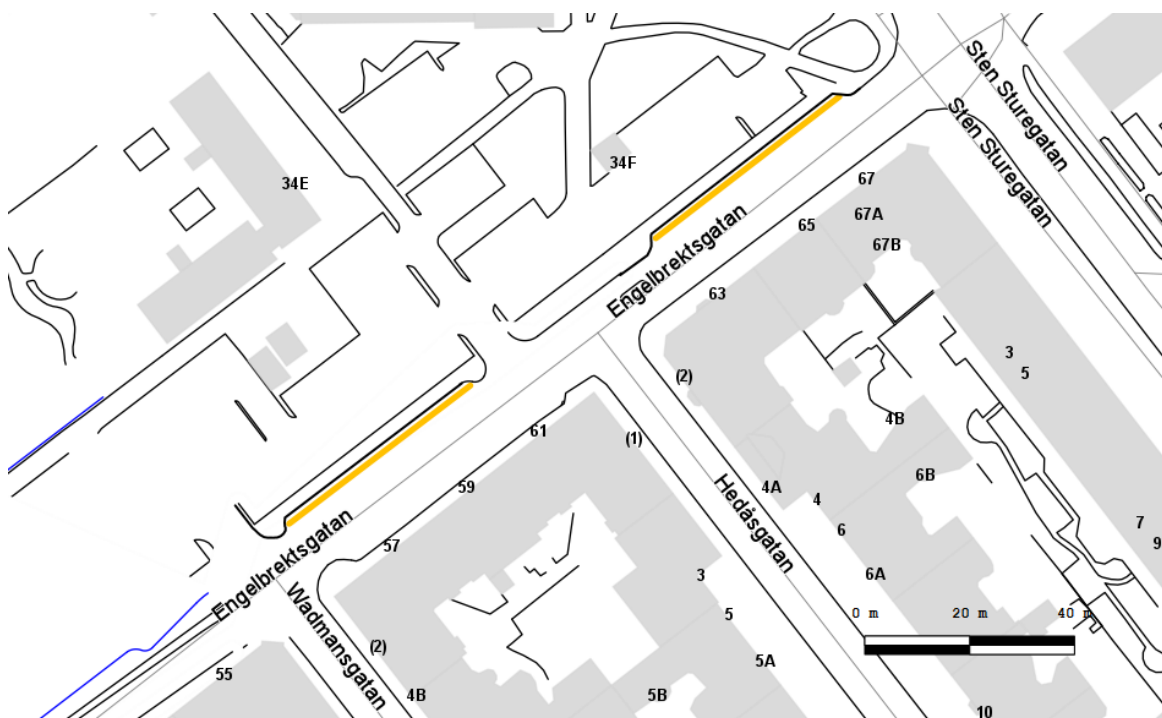 Sten Sturegatan
Sten Sturegatan
34F
34E
67
67A
65
67B
Engelbrektsgatan
63
3
5
(2)
4B
61
(1)
6B
59
4A
4
Hedåsgatan
6
7
57
9
Engelbrektsgatan
3
6A
5
0 m 20 m 40 m
Wadmansgatan
(2)
5A
55
4B
5B
10